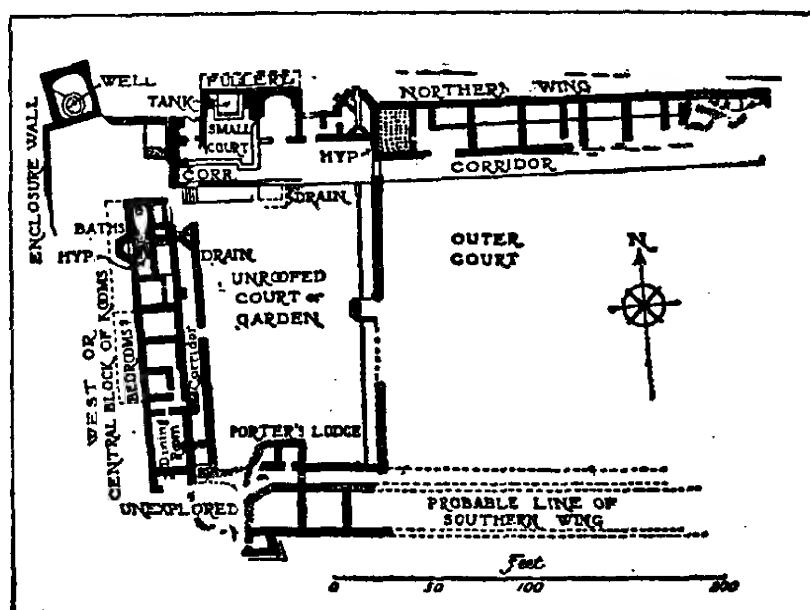 WELL
FULLERY
TANK
SMALL
COURT
NORTHERN WING
HYP
CORRIDOR
CORR.
DRAIN
ENCLOSURE WALL
BATHS
HYP.
DRAIN
UNROOFED
COURT or
GARDEN
OUTER
COURT
N
WEST OR
CENTRAL BLOCK OF ROOMS
BEDROOMS
Corridor
Dining
Room
PORTER'S LODGE
UNEXPLORED
PROBABLE LINE OF
SOUTHERN WING
Feet
0 50 100 200